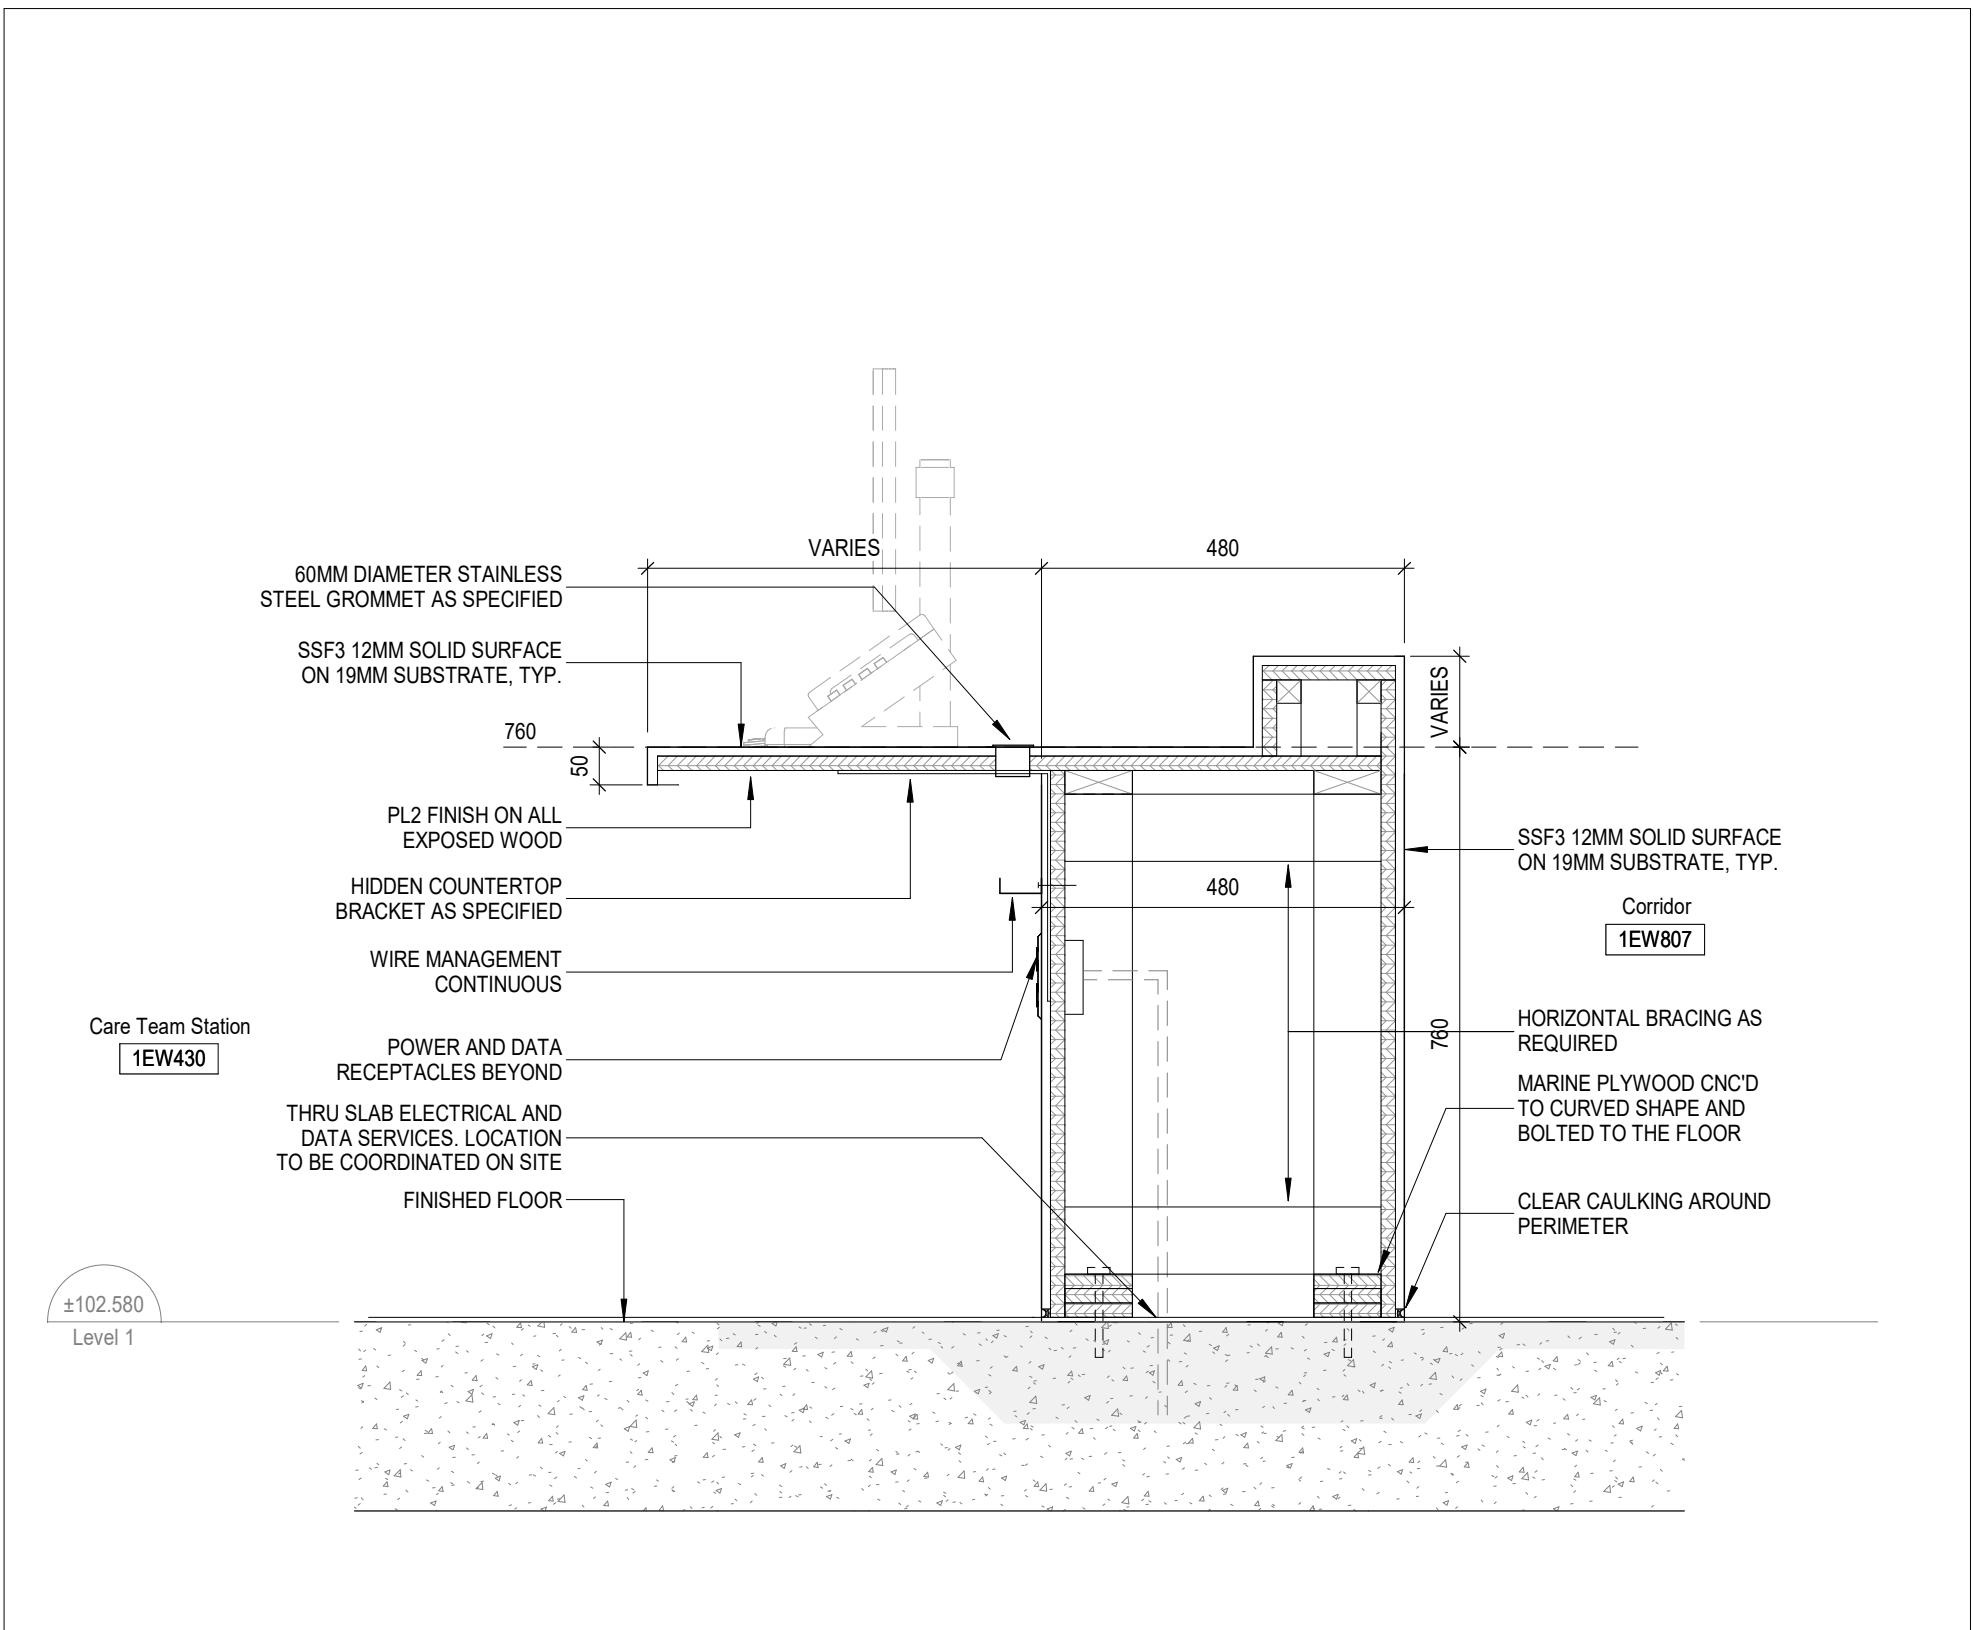 VARIES
480
60MM DIAMETER STAINLESS
STEEL GROMMET AS SPECIFIED
SSF3 12MM SOLID SURFACE
ON 19MM SUBSTRATE, TYP.
VARIES
760
50
PL2 FINISH ON ALL
EXPOSED WOOD
SSF3 12MM SOLID SURFACE
ON 19MM SUBSTRATE, TYP.
HIDDEN COUNTERTOP
BRACKET AS SPECIFIED
480
Corridor
1EW807
WIRE MANAGEMENT
CONTINUOUS
Care Team Station
1EW430
POWER AND DATA
RECEPTACLES BEYOND
760
HORIZONTAL BRACING AS
REQUIRED
THRU SLAB ELECTRICAL AND
DATA SERVICES. LOCATION
TO BE COORDINATED ON SITE
MARINE PLYWOOD CNC'D
TO CURVED SHAPE AND
BOLTED TO THE FLOOR
FINISHED FLOOR
CLEAR CAULKING AROUND
PERIMETER
±102.580
Level 1